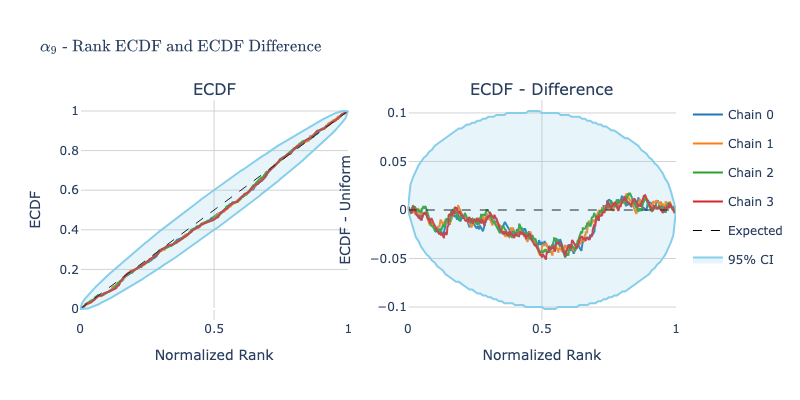 α₉ - Rank ECDF and ECDF Difference
ECDF
ECDF - Difference
ECDF
1
0.8
0.6
0.4
0.2
0
0
0.5
1
Normalized Rank
ECDF - Uniform
0.1
0.05
0
−0.05
−0.1
0
0.5
1
Normalized Rank
Chain 0
Chain 1
Chain 2
Chain 3
Expected
95% CI